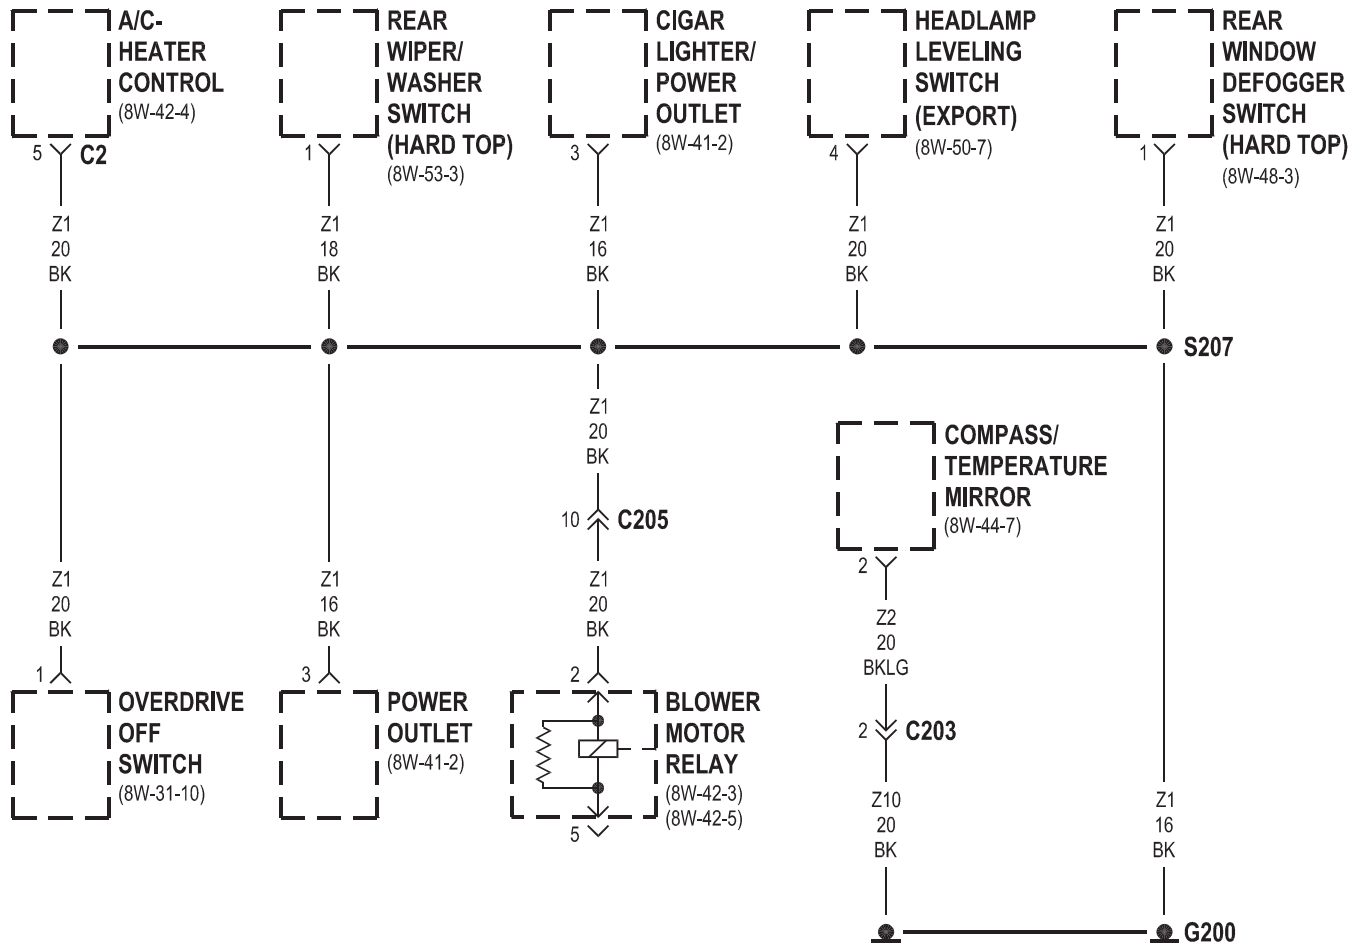 A/C-
HEATER
CONTROL
(8W-42-4)
5
C2
REAR
WIPER/
WASHER
SWITCH
(HARD TOP)
(8W-53-3)
1
CIGAR
LIGHTER/
POWER
OUTLET
(8W-41-2)
3
HEADLAMP
LEVELING
SWITCH
(EXPORT)
(8W-50-7)
4
REAR
WINDOW
DEFOGGER
SWITCH
(HARD TOP)
(8W-48-3)
1
Z1
20
BK
Z1
18
BK
Z1
16
BK
Z1
20
BK
Z1
20
BK
S207
Z1
20
BK
10
C205
COMPASS/
TEMPERATURE
MIRROR
(8W-44-7)
2
Z1
20
BK
Z1
16
BK
Z1
20
BK
Z2
20
BKLG
1
OVERDRIVE
OFF
SWITCH
(8W-31-10)
3
POWER
OUTLET
(8W-41-2)
2
BLOWER
MOTOR
RELAY
(8W-42-3)
(8W-42-5)
5
2
C203
Z10
20
BK
Z1
16
BK
G200